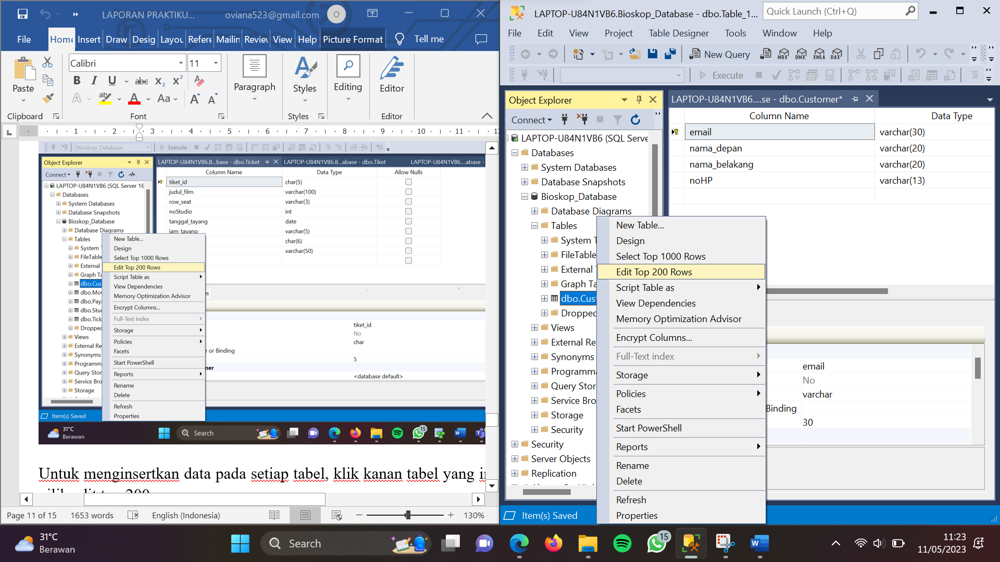 LAPORAN PRAKTIKU...
oviana523@gmail.com
File
Home
Insert
Draw
Desig
Layou
Refere
Mailin
Reviev
View
Help
Picture Format
Tell me
Paste
Calibri
11
Paragraph
Styles
Editing
Editor
Clipboard
Font
Styles
Editor
1 2 3 4 5 6 7 8 9 10 11 12
Bioskop_Database
Execute
Object Explorer
LAPTOP-U84N1VB6.B...base - dbo.Ticket
LAPTOP-U84N1VB6.B...abase - dbo.Tiket
LAPTOP-U84N1VB6....abase -
Connect
Column Name
Data Type
Allow Nulls
LAPTOP-U84N1VB6 (SQL Server 16
Databases
System Databases
Database Snapshots
Bioskop_Database
Database Diagrams
Tables
System T
FileTable
External
Graph Ta
dbo.Cus
dbo.Mov
dbo.Pay
dbo.Stu
dbo.Tick
Dropped
Views
External Re
Synonyms
Programm
Query Stor
Service Bro
Storage
tiket_id
char(5)
judul_film
varchar(100)
row_seat
varchar(3)
noStudio
int
tanggal_tayang
date
jam_tayang
varchar(5)
char(6)
varchar(50)
New Table...
Design
Select Top 1000 Rows
Edit Top 200 Rows
Script Table as
View Dependencies
Memory Optimization Advisor
Encrypt Columns...
Full-Text index
Storage
Policies
Facets
Start PowerShell
Reports
Rename
Delete
Refresh
Properties
es
tiket_id
No
char
e or Binding
5
ner
<database default>
Item(s) Saved
31°C
Berawan
Search
15
Untuk menginsertkan data pada setiap tabel, klik kanan tabel yang i
Page 11 of 15
1653 words
English (Indonesia)
130%
LAPTOP-U84N1VB6.Bioskop_Database - dbo.Table_1...
Quick Launch (Ctrl+Q)
File
Edit
View
Project
Table Designer
Tools
Window
Help
New Query
MDX
DMX
XMLA
DAX
Execute
Object Explorer
LAPTOP-U84N1VB6....se - dbo.Customer*
Connect
Column Name
Data Type
email
varchar(30)
nama_depan
varchar(20)
nama_belakang
varchar(20)
noHP
varchar(13)
LAPTOP-U84N1VB6 (SQL Serve
Databases
System Databases
Database Snapshots
Bioskop_Database
Database Diagrams
Tables
System T
FileTable
External
Graph Ta
dbo.Cus
Dropped
Views
External Re
Synonyms
Programma
Query Stor
Service Bro
Storage
Security
Security
Server Objects
Replication
New Table...
Design
Select Top 1000 Rows
Edit Top 200 Rows
Script Table as
View Dependencies
Memory Optimization Advisor
Encrypt Columns...
Full-Text index
Storage
Policies
Facets
Start PowerShell
Reports
Rename
Delete
Refresh
Properties
email
No
varchar
Binding
30
Item(s) Saved
31°C
Berawan
Search
15
11:23
11/05/2023